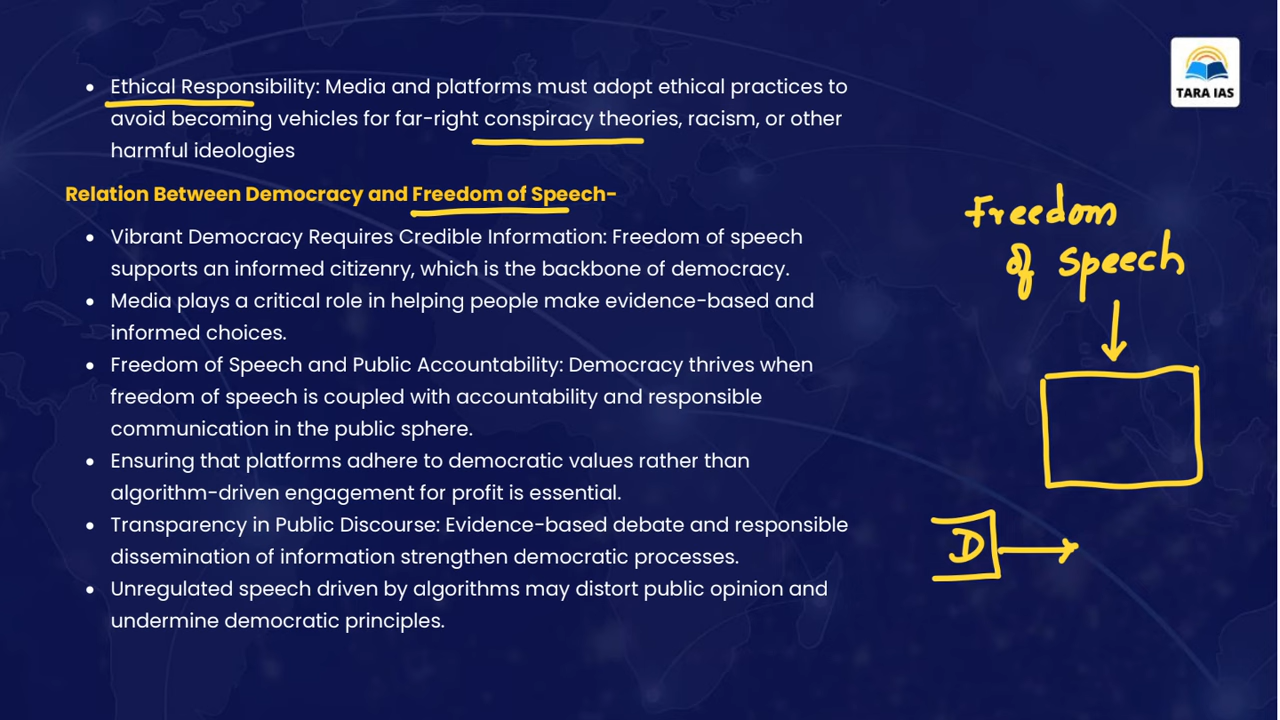 TARA IAS
• Ethical Responsibility: Media and platforms must adopt ethical practices to
avoid becoming vehicles for far-right conspiracy theories, racism, or other
harmful ideologies
Relation Between Democracy and Freedom of Speech-
• Vibrant Democracy Requires Credible Information: Freedom of speech
supports an informed citizenry, which is the backbone of democracy.
• Media plays a critical role in helping people make evidence-based and
informed choices.
• Freedom of Speech and Public Accountability: Democracy thrives when
freedom of speech is coupled with accountability and responsible
communication in the public sphere.
• Ensuring that platforms adhere to democratic values rather than
algorithm-driven engagement for profit is essential.
• Transparency in Public Discourse: Evidence-based debate and responsible
dissemination of information strengthen democratic processes.
• Unregulated speech driven by algorithms may distort public opinion and
undermine democratic principles.
Freedom
of Speech
D